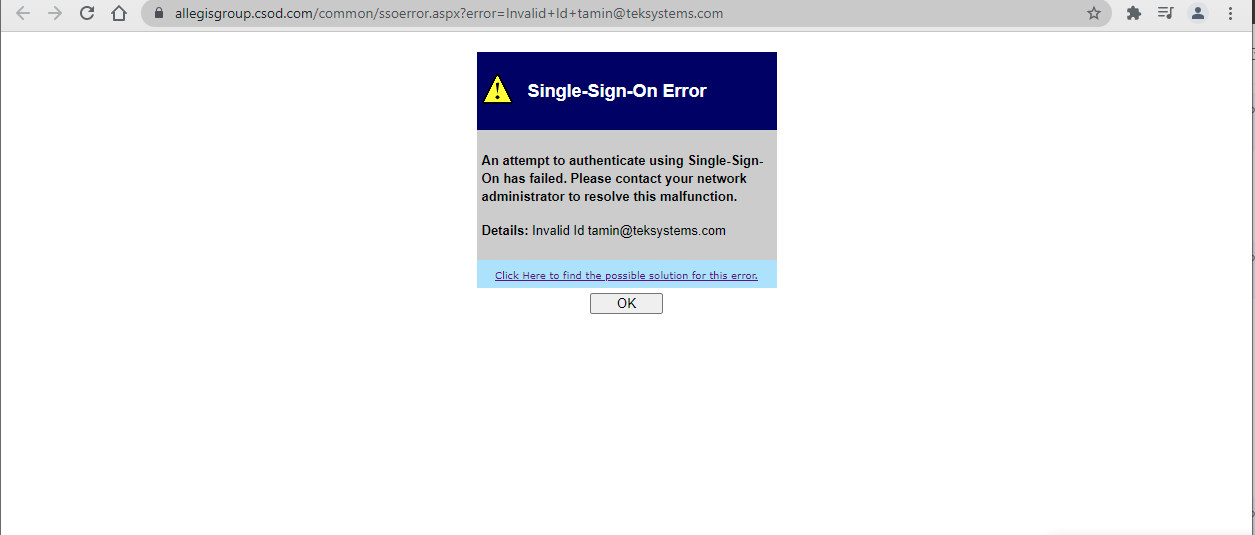 allegisgroup.csod.com/common/ssoerror.aspx?error=Invalid+Id+tamin@teksystems.com
Single-Sign-On Error
An attempt to authenticate using Single-Sign-
On has failed. Please contact your network
administrator to resolve this malfunction.
Details: Invalid Id tamin@teksystems.com
Click Here to find the possible solution for this error.
OK